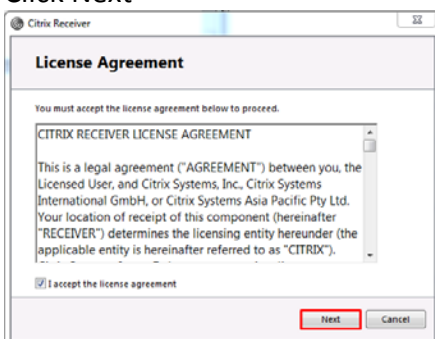 Click Next
Citrix Receiver
License Agreement
You must accept the license agreement below to proceed.
CITRIX RECEIVER LICENSE AGREEMENT
This is a legal agreement ("AGREEMENT") between you, the
Licensed User, and Citrix Systems, Inc., Citrix Systems
International GmbH, or Citrix Systems Asia Pacific Pty Ltd.
Your location of receipt of this component (hereinafter
"RECEIVER") determines the licensing entity hereunder (the
applicable entity is hereinafter referred to as "CITRIX").
I accept the license agreement
Next Cancel